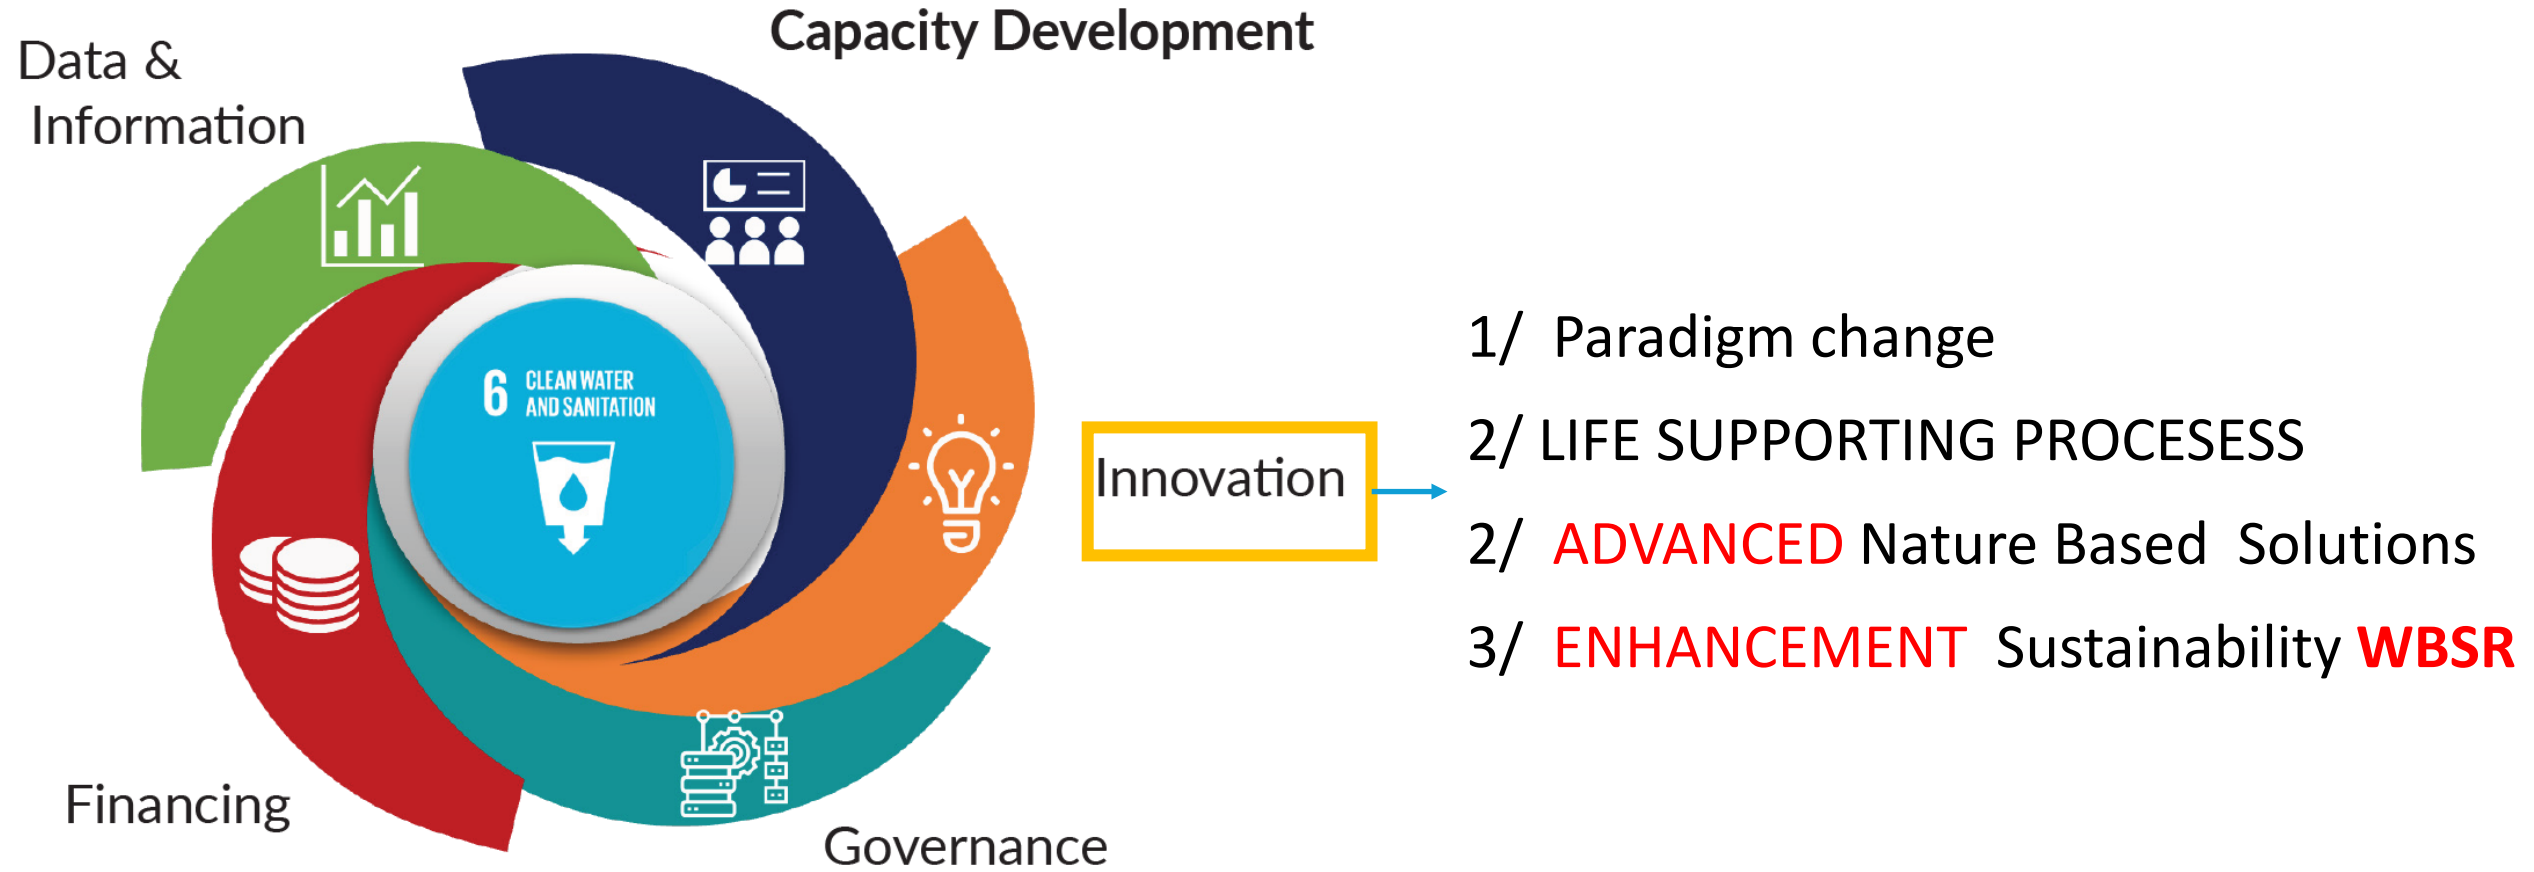 Capacity Development
Data &
Information
6 CLEAN WATER
AND SANITATION
Innovation
Financing
Governance
1/ Paradigm change
2/ LIFE SUPPORTING PROCESESS
2/ ADVANCED Nature Based Solutions
3/ ENHANCEMENT Sustainability WBSR